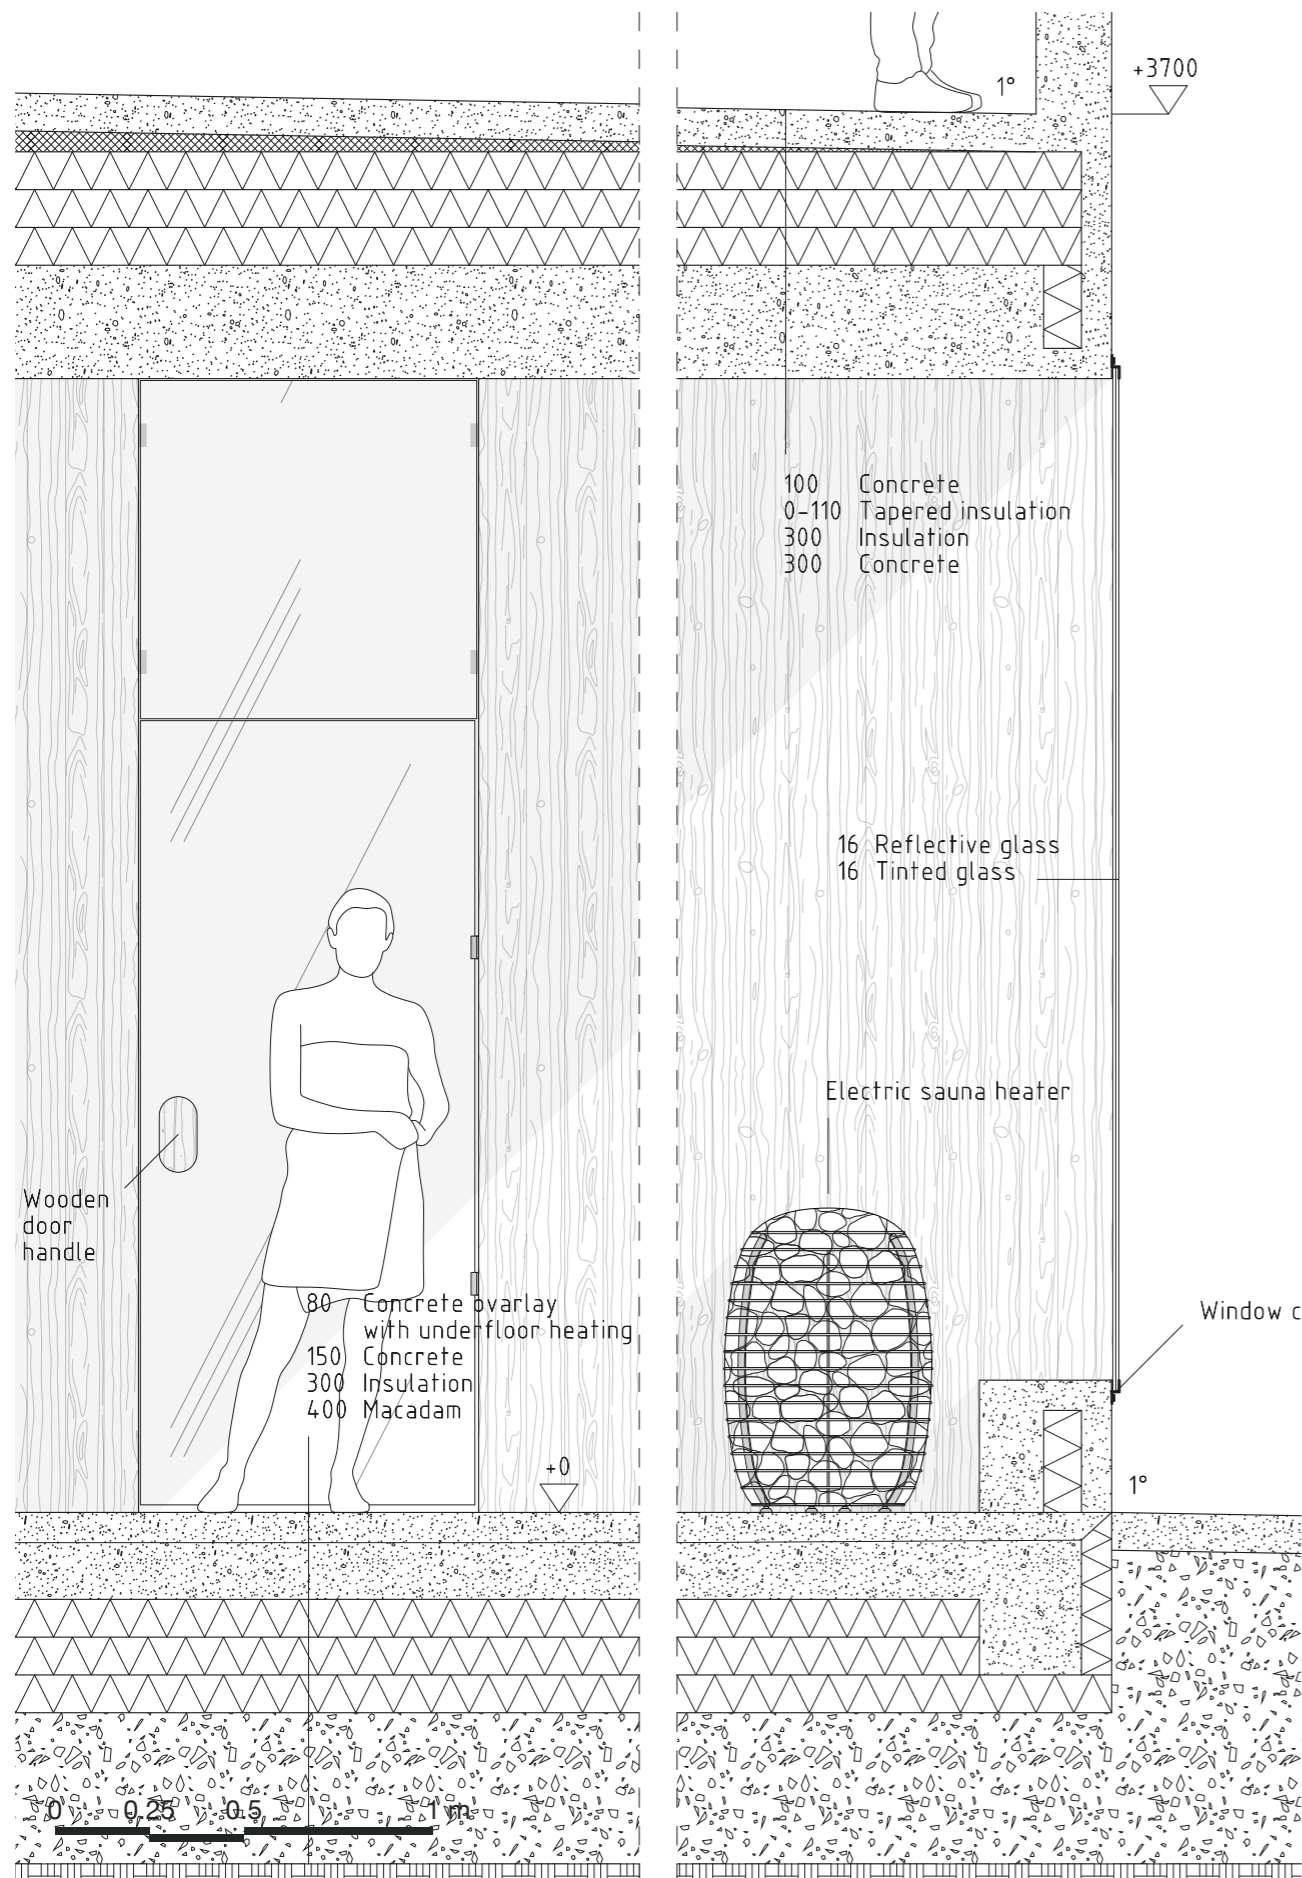 1°
+3700
100 Concrete
0-110 Tapered insulation
300 Insulation
300 Concrete
16 Reflective glass
16 Tinted glass
Electric sauna heater
Wooden
door
handle
80 Concrete ovarlay
with underfloor heating
150 Concrete
300 Insulation
400 Macadam
Window c
+0
1°
0 0.25 0.5 1 m